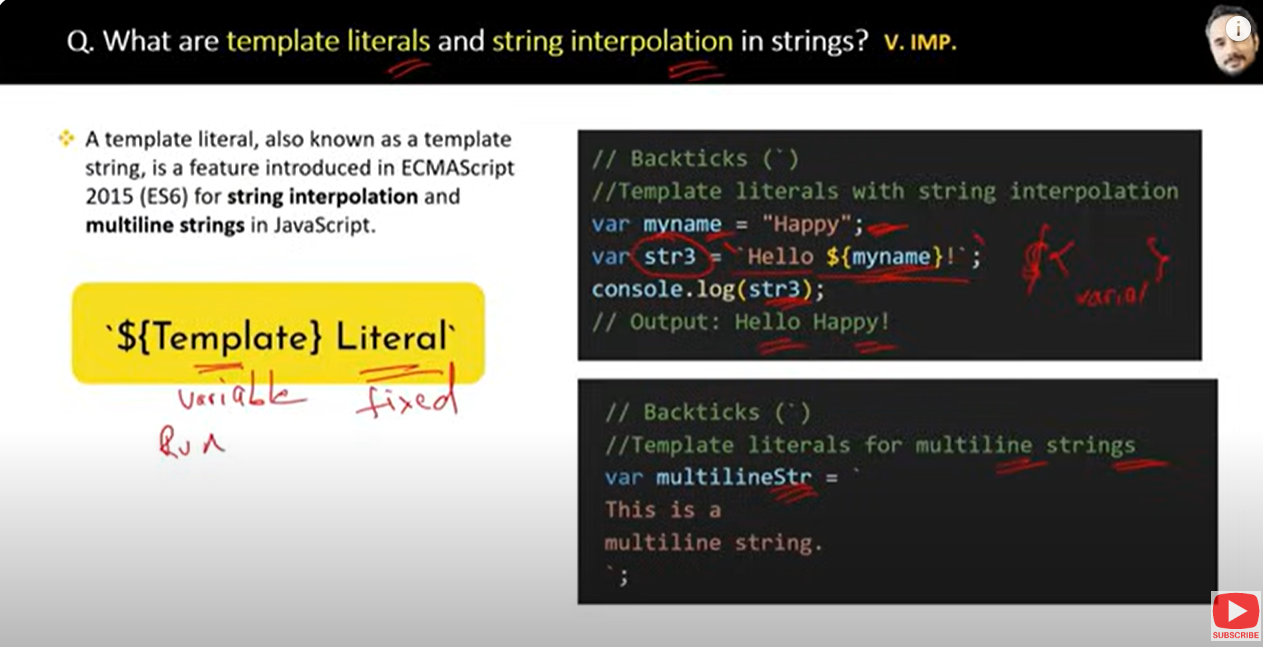 Q. What are template literals and string interpolation in strings? V. IMP.
A template literal, also known as a template
string, is a feature introduced in ECMAScript
2015 (ES6) for string interpolation and
multiline strings in JavaScript.
`${Template} Literal`
variable fixed
Run
// Backticks (`)
//Template literals with string interpolation
var myname = "Happy";
var str3 = `Hello ${myname}!`;
console.log(str3);
// Output: Hello Happy!
${ }
// Backticks (`)
//Template literals for multiline strings
var multilineStr = `
This is a
multiline string.
`;
SUBSCRIBE